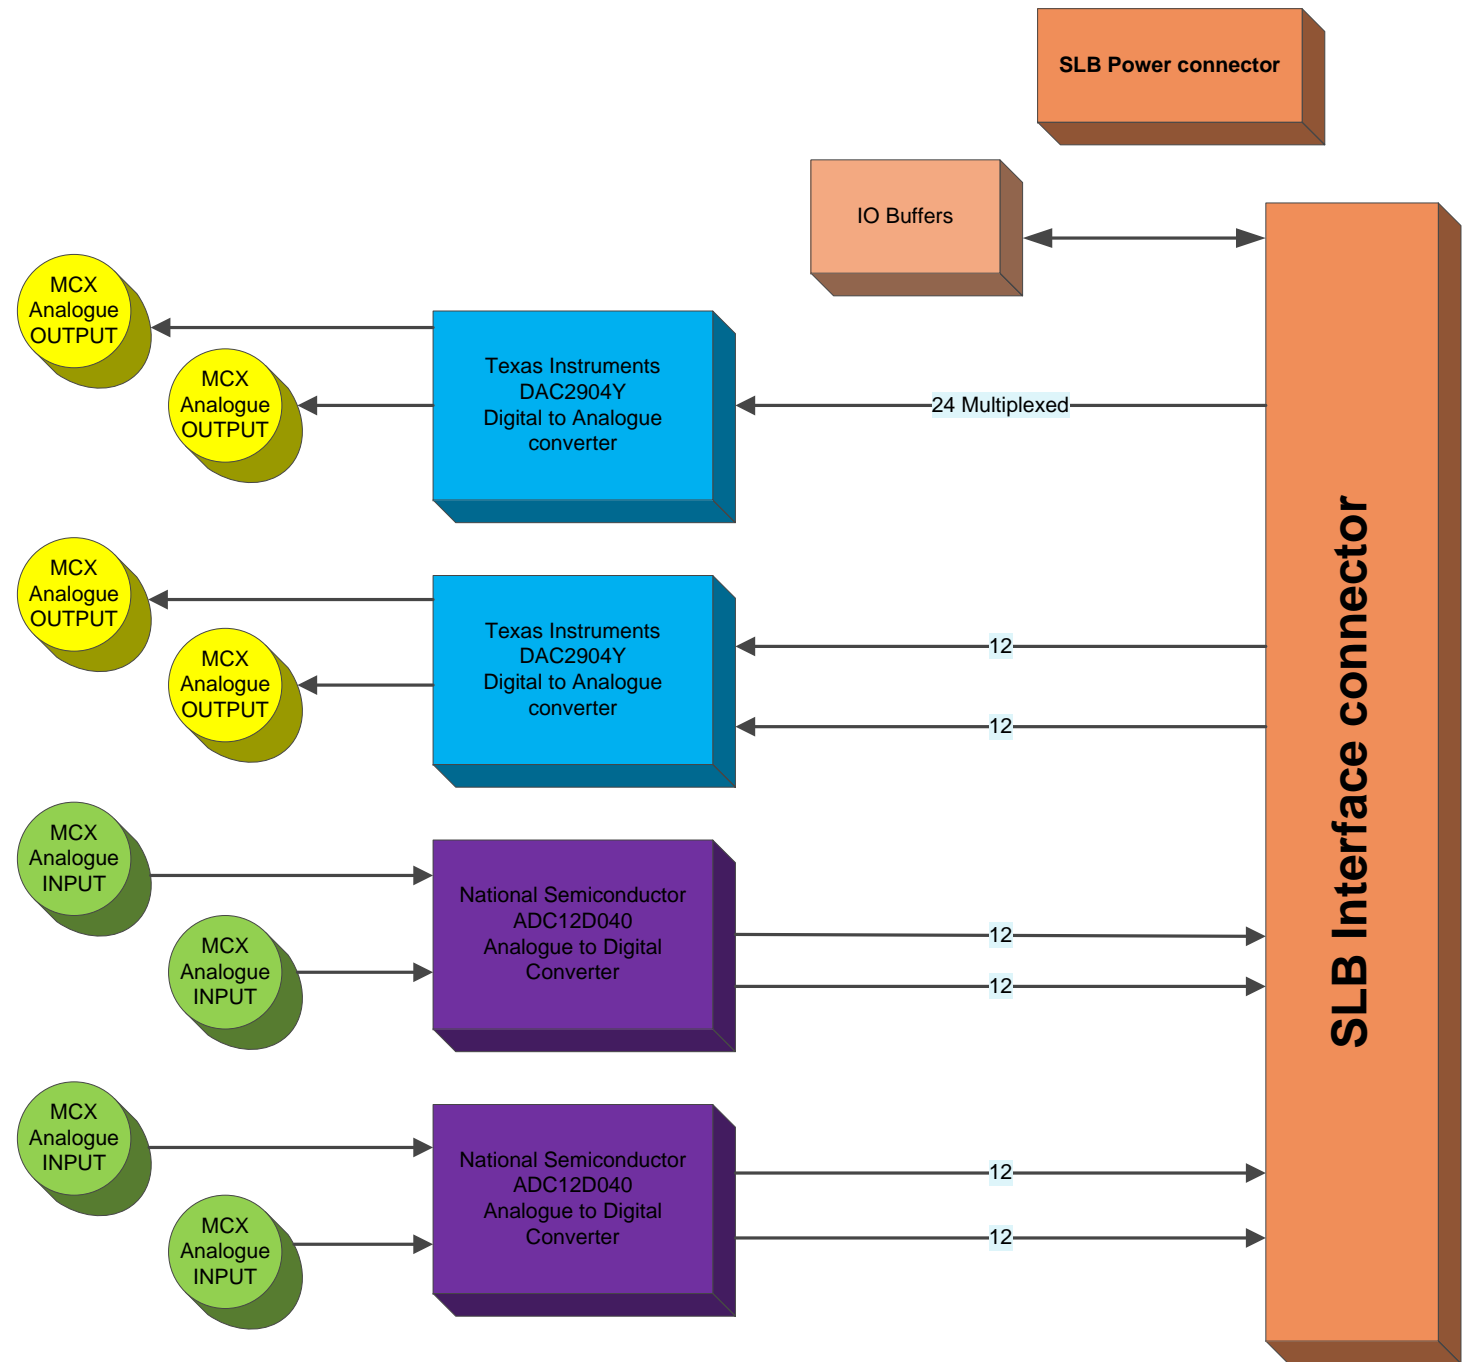 SLB Power connector
IO Buffers
MCX
Analogue
OUTPUT
MCX
Analogue
OUTPUT
Texas Instruments
DAC2904Y
Digital to Analogue
converter
24 Multiplexed
MCX
Analogue
OUTPUT
MCX
Analogue
OUTPUT
Texas Instruments
DAC2904Y
Digital to Analogue
converter
12
12
MCX
Analogue
INPUT
MCX
Analogue
INPUT
National Semiconductor
ADC12D040
Analogue to Digital
Converter
12
12
MCX
Analogue
INPUT
MCX
Analogue
INPUT
National Semiconductor
ADC12D040
Analogue to Digital
Converter
12
12
SLB Interface connector